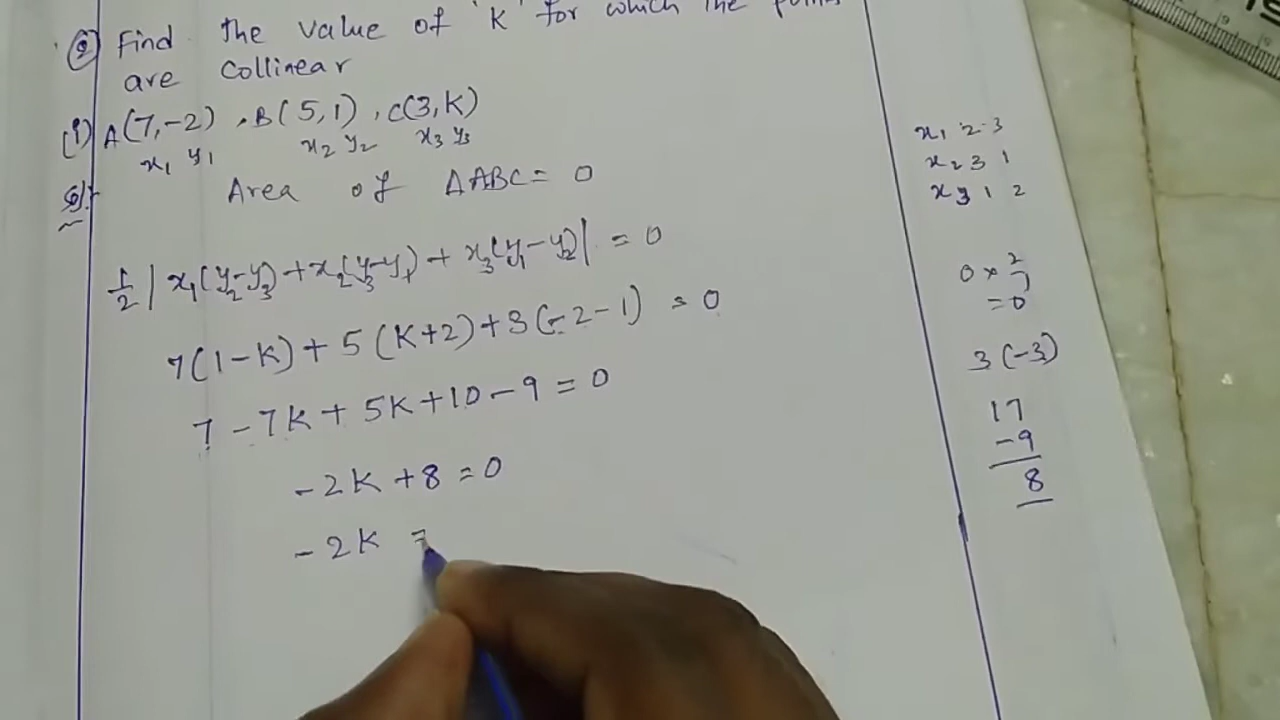 ② Find the value of 'K' for which the points
are collinear
(i) A(7,-2), B(5,1), C(3,K)
x₁ y₁ x₂ y₂ x₃ y₃
Sol:- Area of ΔABC = 0
1/2 | x₁(y₂-y₃)+x₂(y₃-y₁)+x₃(y₁-y₂)| = 0
7(1-K)+5(K+2)+3(-2-1) = 0
7-7K+5K+10-9=0
-2K+8=0
-2K =
x₁ 2-3
x₂ 3 1
x₃ 1 2
0×2/7
=0
3(-3)
17
-9
8